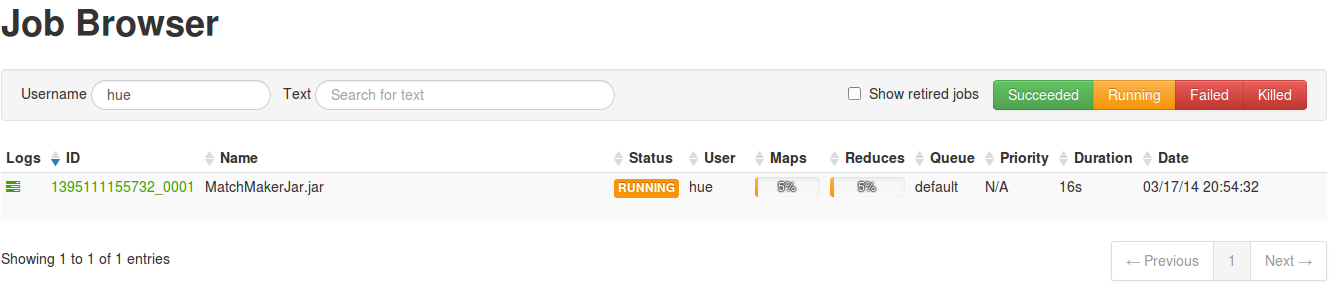 Job Browser
Username hue Text Search for text Show retired jobs Succeeded Running Failed Killed
Logs ID Name Status User Maps Reduces Queue Priority Duration Date
1395111155732_0001 MatchMakerJar.jar RUNNING hue 5% 5% default N/A 16s 03/17/14 20:54:32
Showing 1 to 1 of 1 entries ← Previous 1 Next →